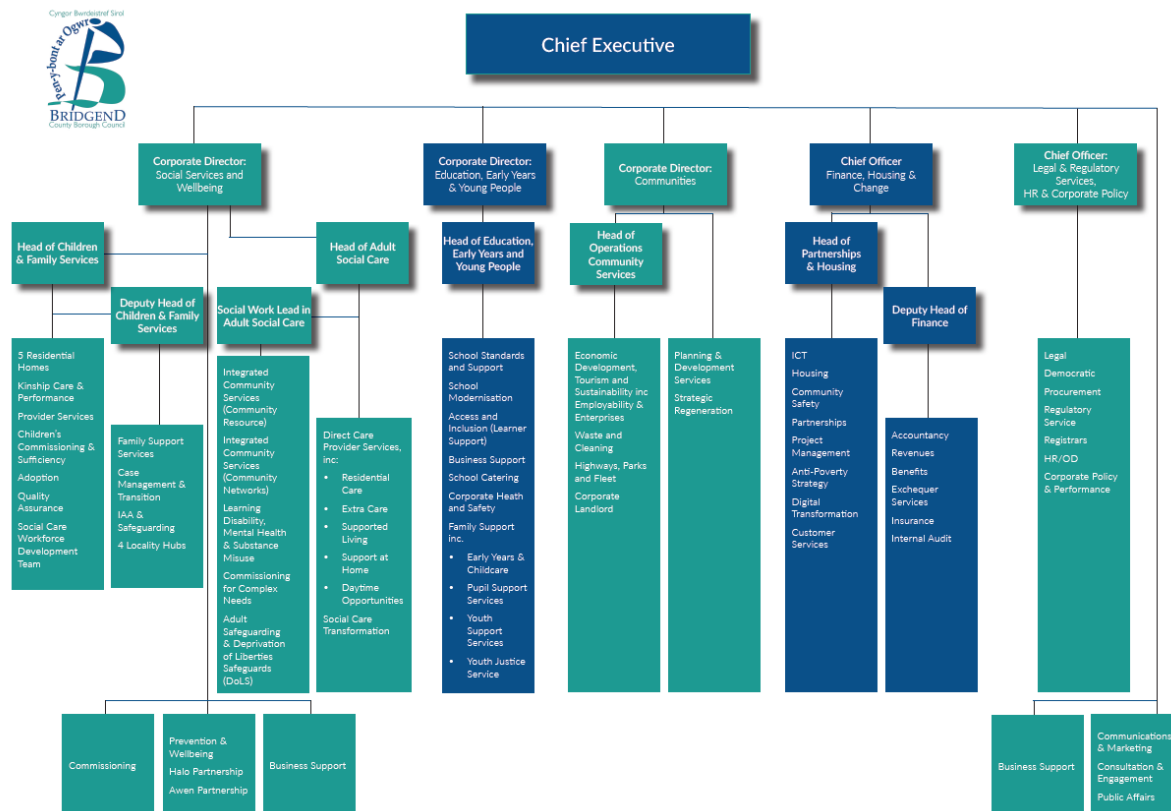 Cyngor Bwrdeistref Sirol
Pen-y-bont ar Ogwr
BRIDGEND
County Borough Council
Chief Executive
Corporate Director:
Social Services and
Wellbeing
Corporate Director:
Education, Early Years
& Young People
Corporate Director:
Communities
Chief Officer
Finance, Housing &
Change
Chief Officer:
Legal & Regulatory
Services,
HR & Corporate Policy
Head of Children
& Family Services
Head of Adult
Social Care
Head of Education,
Early Years and
Young People
Head of
Operations
Community
Services
Head of
Partnerships
& Housing
Deputy Head of
Children & Family
Services
Social Work Lead in
Adult Social Care
Deputy Head of
Finance
5 Residential
Homes
Kinship Care &
Performance
Provider Services
Children's
Commissioning &
Sufficiency
Adoption
Quality
Assurance
Social Care
Workforce
Development
Team
Family Support
Services
Case
Management &
Transition
IAA &
Safeguarding
4 Locality Hubs
Integrated
Community
Services
(Community
Resource)
Integrated
Community
Services
(Community
Networks)
Learning
Disability,
Mental Health
& Substance
Misuse
Commissioning
for Complex
Needs
Adult
Safeguarding
& Deprivation
of Liberties
Safeguards
(DoLS)
Direct Care
Provider Services,
inc:
• Residential
Care
• Extra Care
• Supported
Living
• Support at
Home
• Daytime
Opportunities
Social Care
Transformation
School Standards
and Support
School
Modernisation
Access and
Inclusion (Learner
Support)
Business Support
School Catering
Corporate Heath
and Safety
Family Support
inc.
• Early Years &
Childcare
• Pupil Support
Services
• Youth
Support
Services
• Youth Justice
Service
Economic
Development,
Tourism and
Sustainability inc
Employability &
Enterprises
Waste and
Cleaning
Highways, Parks
and Fleet
Corporate
Landlord
Planning &
Development
Services
Strategic
Regeneration
ICT
Housing
Community
Safety
Partnerships
Project
Management
Anti-Poverty
Strategy
Digital
Transformation
Customer
Services
Accountancy
Revenues
Benefits
Exchequer
Services
Insurance
Internal Audit
Legal
Democratic
Procurement
Regulatory
Service
Registrars
HR/OD
Corporate Policy
& Performance
Commissioning
Prevention &
Wellbeing
Halo Partnership
Awen Partnership
Business Support
Business Support
Communications
& Marketing
Consultation &
Engagement
Public Affairs